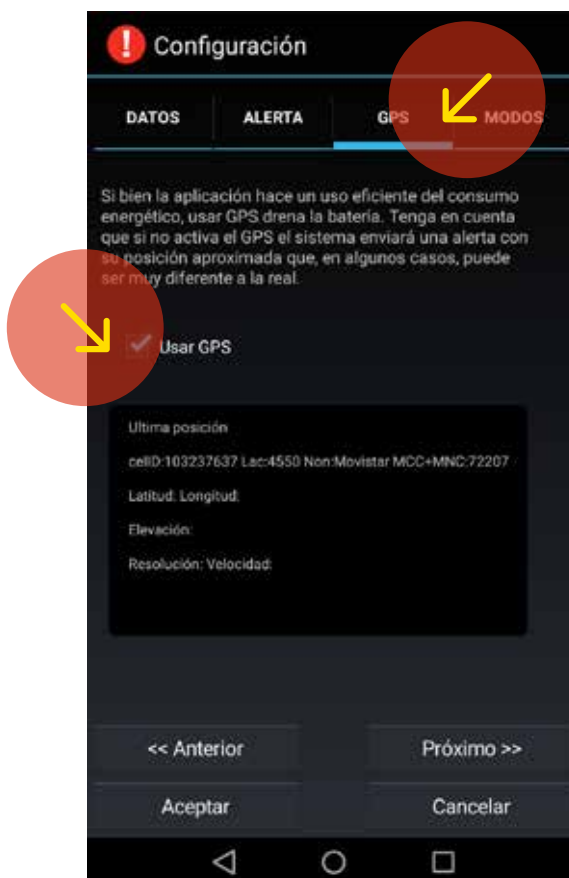 Configuración
DATOS ALERTA GPS MODOS
Si bien la aplicación hace un uso eficiente del consumo
energético, usar GPS drena la bateria. Tenga en cuenta
que si no activa el GPS el sistema enviará una alerta con
su posición aproximada que, en algunos casos, puede
ser muy diferente a la real.
Usar GPS
Ultima posición
cellID:103237637 Lac:4550 Non:Movistar MCC+MNC:72207
Latitud: Longitud:
Elevación:
Resolución: Velocidad:
<< Anterior Próximo >>
Aceptar Cancelar